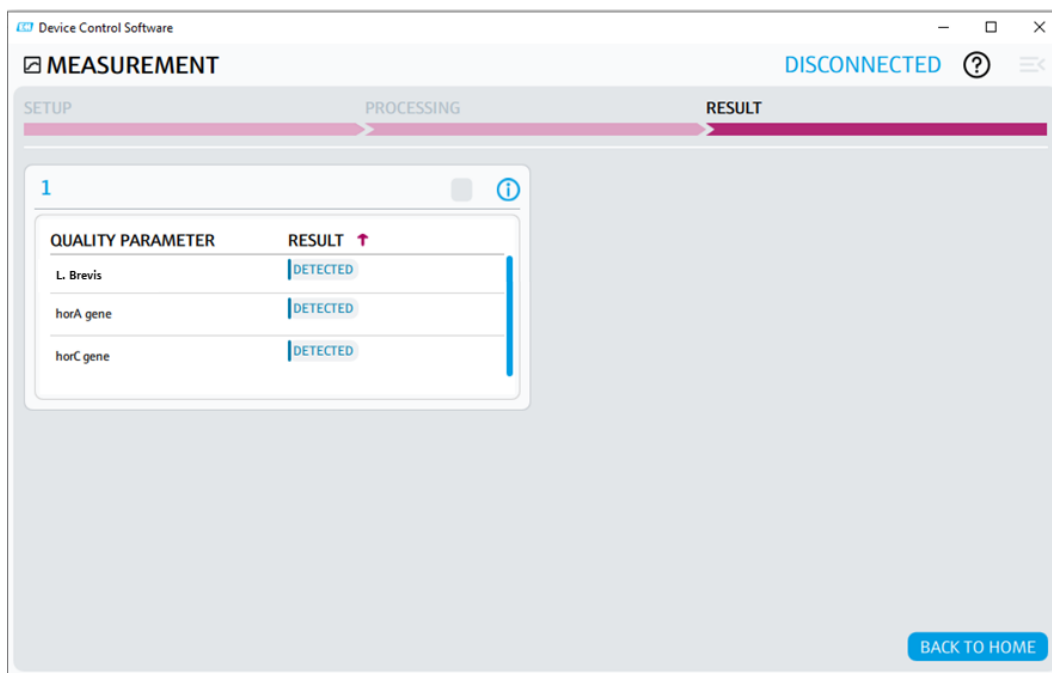 Device Control Software
MEASUREMENT
DISCONNECTED
SETUP
PROCESSING
RESULT
1
QUALITY PARAMETER RESULT
L. Brevis DETECTED
horA gene DETECTED
horC gene DETECTED
BACK TO HOME